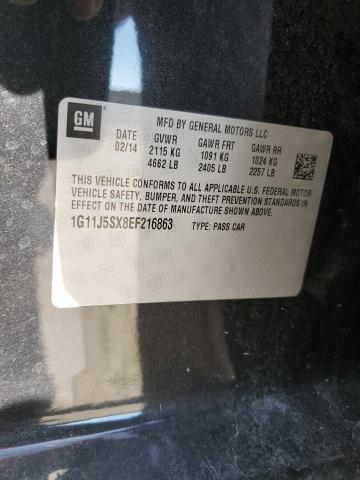 GM
MFD BY GENERAL MOTORS LLC
DATE GVWR GAWR FRT GAWR RR
02/14 2115 KG 1091 KG 1024 KG
4662 LB 2405 LB 2257 LB
THIS VEHICLE CONFORMS TO ALL APPLICABLE U.S. FEDERAL MOTOR
VEHICLE SAFETY, BUMPER, AND THEFT PREVENTION STANDARDS IN
EFFECT ON THE DATE OF MANUFACTURE SHOWN ABOVE.
1G11J5SX8EF216863 TYPE: PASS CAR